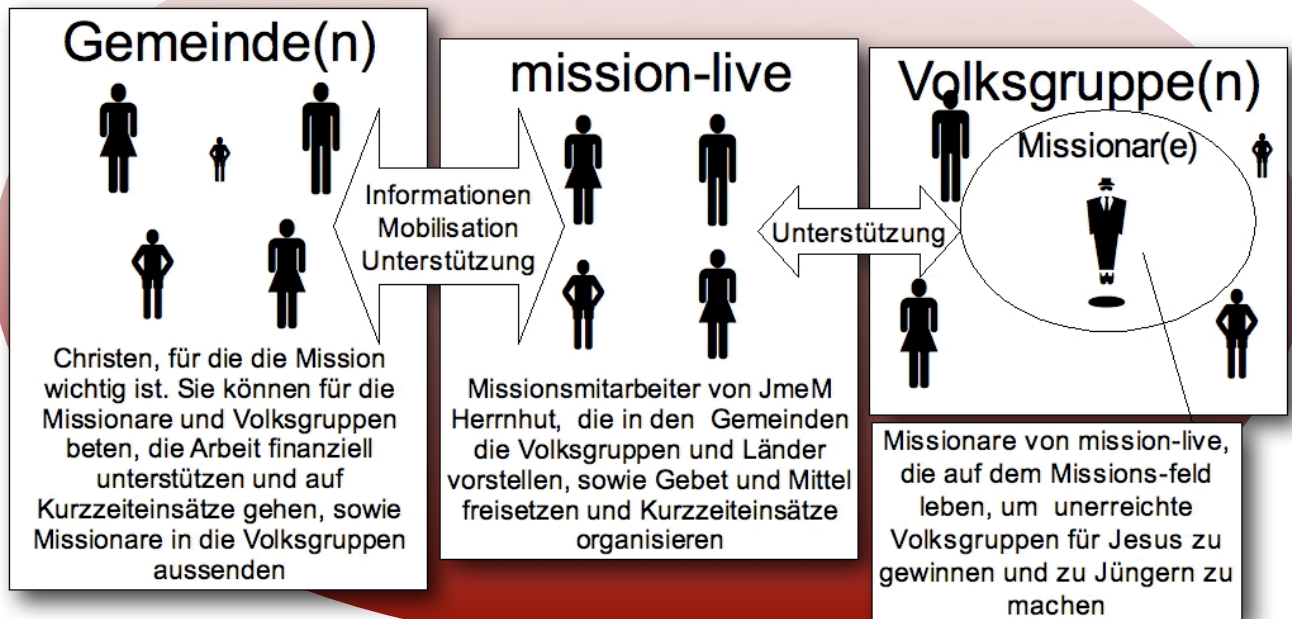 Gemeinde(n)
Christen, für die die Mission
wichtig ist. Sie können für die
Missionare und Volksgruppen
beten, die Arbeit finanziell
unterstützen und auf
Kurzzeiteinsätze gehen, sowie
Missionare in die Volksgruppen
aussenden
Informationen
Mobilisation
Unterstützung
mission-live
Missionsmitarbeiter von JmeM
Herrnhut, die in den Gemeinden
die Volksgruppen und Länder
vorstellen, sowie Gebet und Mittel
freisetzen und Kurzzeiteinsätze
organisieren
Unterstützung
Volksgruppe(n)
Missionar(e)
Missionare von mission-live,
die auf dem Missions-feld
leben, um unerreichte
Volksgruppen für Jesus zu
gewinnen und zu Jüngern zu
machen